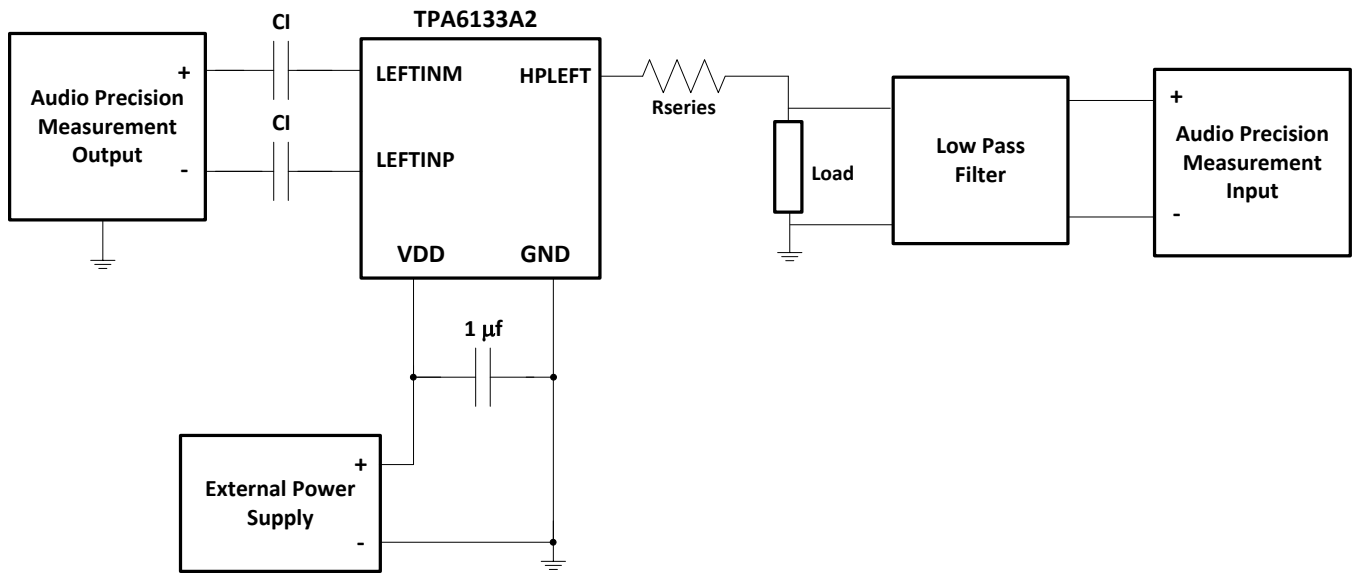 TPA6133A2
CI
+
Audio Precision
Measurement
Output
-
CI
LEFTINM
HPLEFT
LEFTINP
VDD
GND
Rseries
Load
Low Pass
Filter
+
Audio Precision
Measurement
Input
-
1 μf
External Power
Supply
+
-